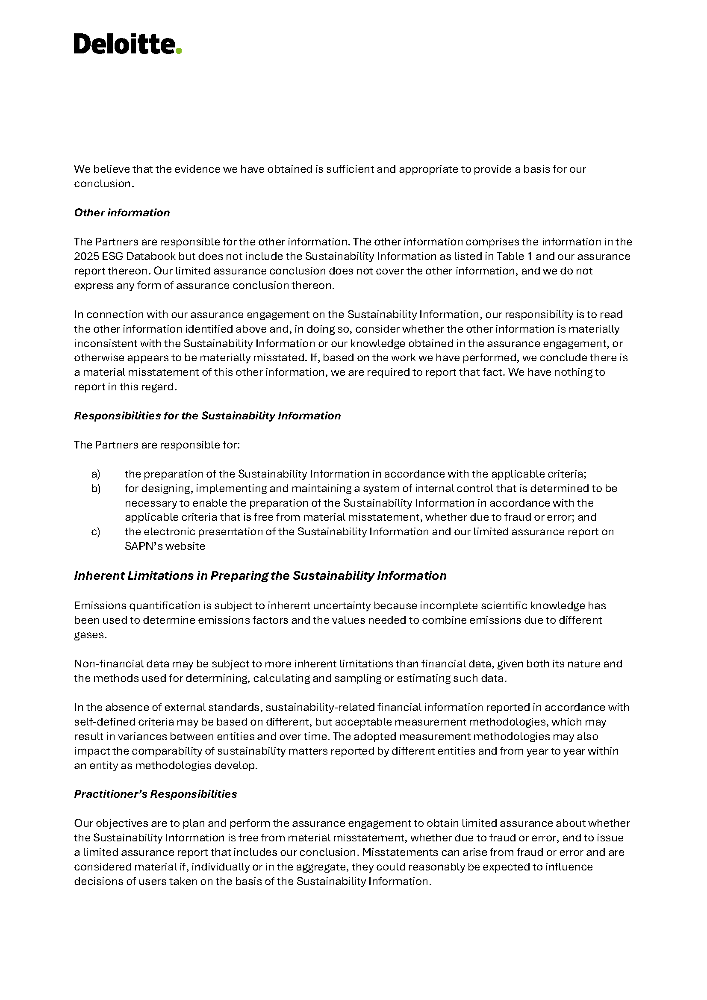 Deloitte.
We believe that the evidence we have obtained is sufficient and appropriate to provide a basis for our
conclusion.
Other information
The Partners are responsible for the other information. The other information comprises the information in the
2025 ESG Databook but does not include the Sustainability Information as listed in Table 1 and our assurance
report thereon. Our limited assurance conclusion does not cover the other information, and we do not
express any form of assurance conclusion thereon.
In connection with our assurance engagement on the Sustainability Information, our responsibility is to read
the other information identified above and, in doing so, consider whether the other information is materially
inconsistent with the Sustainability Information or our knowledge obtained in the assurance engagement, or
otherwise appears to be materially misstated. If, based on the work we have performed, we conclude there is
a material misstatement of this other information, we are required to report that fact. We have nothing to
report in this regard.
Responsibilities for the Sustainability Information
The Partners are responsible for:
a) the preparation of the Sustainability Information in accordance with the applicable criteria;
b) for designing, implementing and maintaining a system of internal control that is determined to be
necessary to enable the preparation of the Sustainability Information in accordance with the
applicable criteria that is free from material misstatement, whether due to fraud or error; and
c) the electronic presentation of the Sustainability Information and our limited assurance report on
SAPN’s website
Inherent Limitations in Preparing the Sustainability Information
Emissions quantification is subject to inherent uncertainty because incomplete scientific knowledge has
been used to determine emissions factors and the values needed to combine emissions due to different
gases.
Non-financial data may be subject to more inherent limitations than financial data, given both its nature and
the methods used for determining, calculating and sampling or estimating such data.
In the absence of external standards, sustainability-related financial information reported in accordance with
self-defined criteria may be based on different, but acceptable measurement methodologies, which may
result in variances between entities and over time. The adopted measurement methodologies may also
impact the comparability of sustainability matters reported by different entities and from year to year within
an entity as methodologies develop.
Practitioner’s Responsibilities
Our objectives are to plan and perform the assurance engagement to obtain limited assurance about whether
the Sustainability Information is free from material misstatement, whether due to fraud or error, and to issue
a limited assurance report that includes our conclusion. Misstatements can arise from fraud or error and are
considered material if, individually or in the aggregate, they could reasonably be expected to influence
decisions of users taken on the basis of the Sustainability Information.